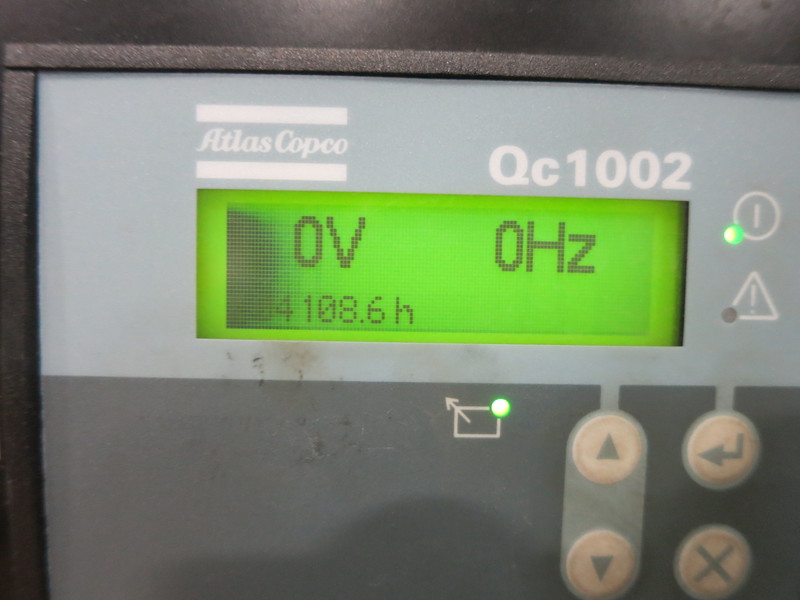 Atlas Copco
Qc1002
0V 0Hz
4108.6 h